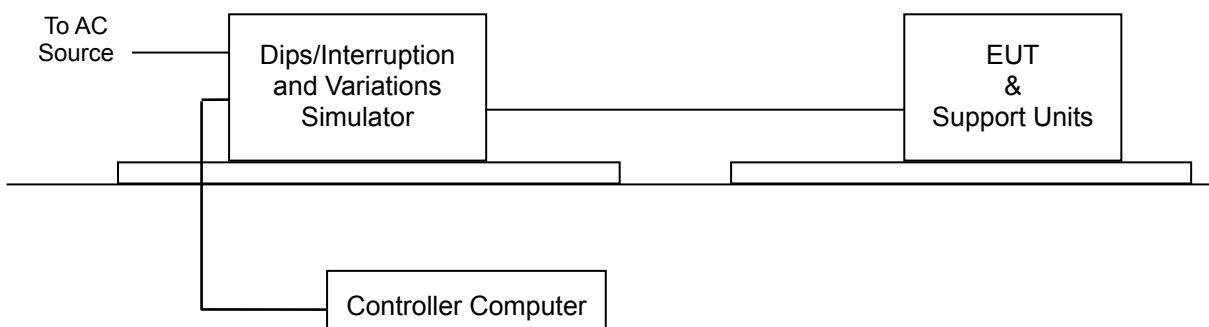 To AC
Source
Dips/Interruption
and Variations
Simulator
EUT
&
Support Units
Controller Computer